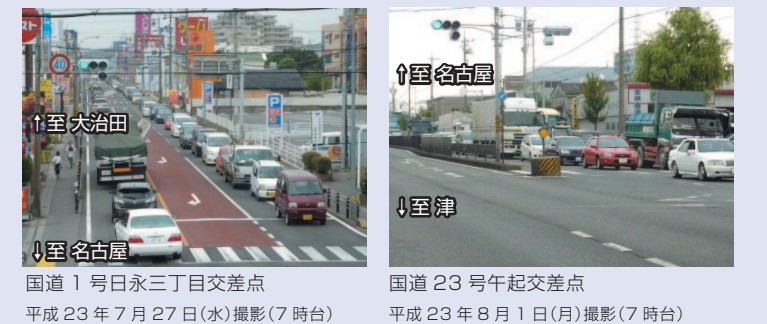 40
↑至 大治田
↓至 名古屋
↑至 名古屋
↓至 津
国道 1 号日永三丁目交差点
平成 23 年 7 月 27 日(水)撮影(7 時台)
国道 23 号午起交差点
平成 23 年 8 月 1 日(月)撮影(7 時台)